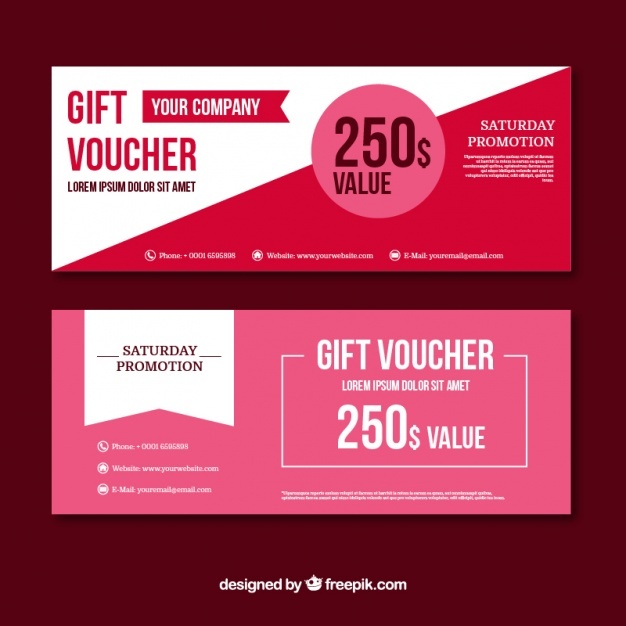 GIFT
VOUCHER
YOUR COMPANY
LOREM IPSUM DOLOR SIT AMET
250$
VALUE
SATURDAY
PROMOTION
Phone: + 0001 6595898
Website: www.yourwebsite.com
E-Mail: youremail@email.com
SATURDAY
PROMOTION
Phone: + 0001 6595898
Website: www.yourwebsite.com
E-Mail: youremail@email.com
GIFT VOUCHER
LOREM IPSUM DOLOR SIT AMET
250$ VALUE
designed by freepik.com